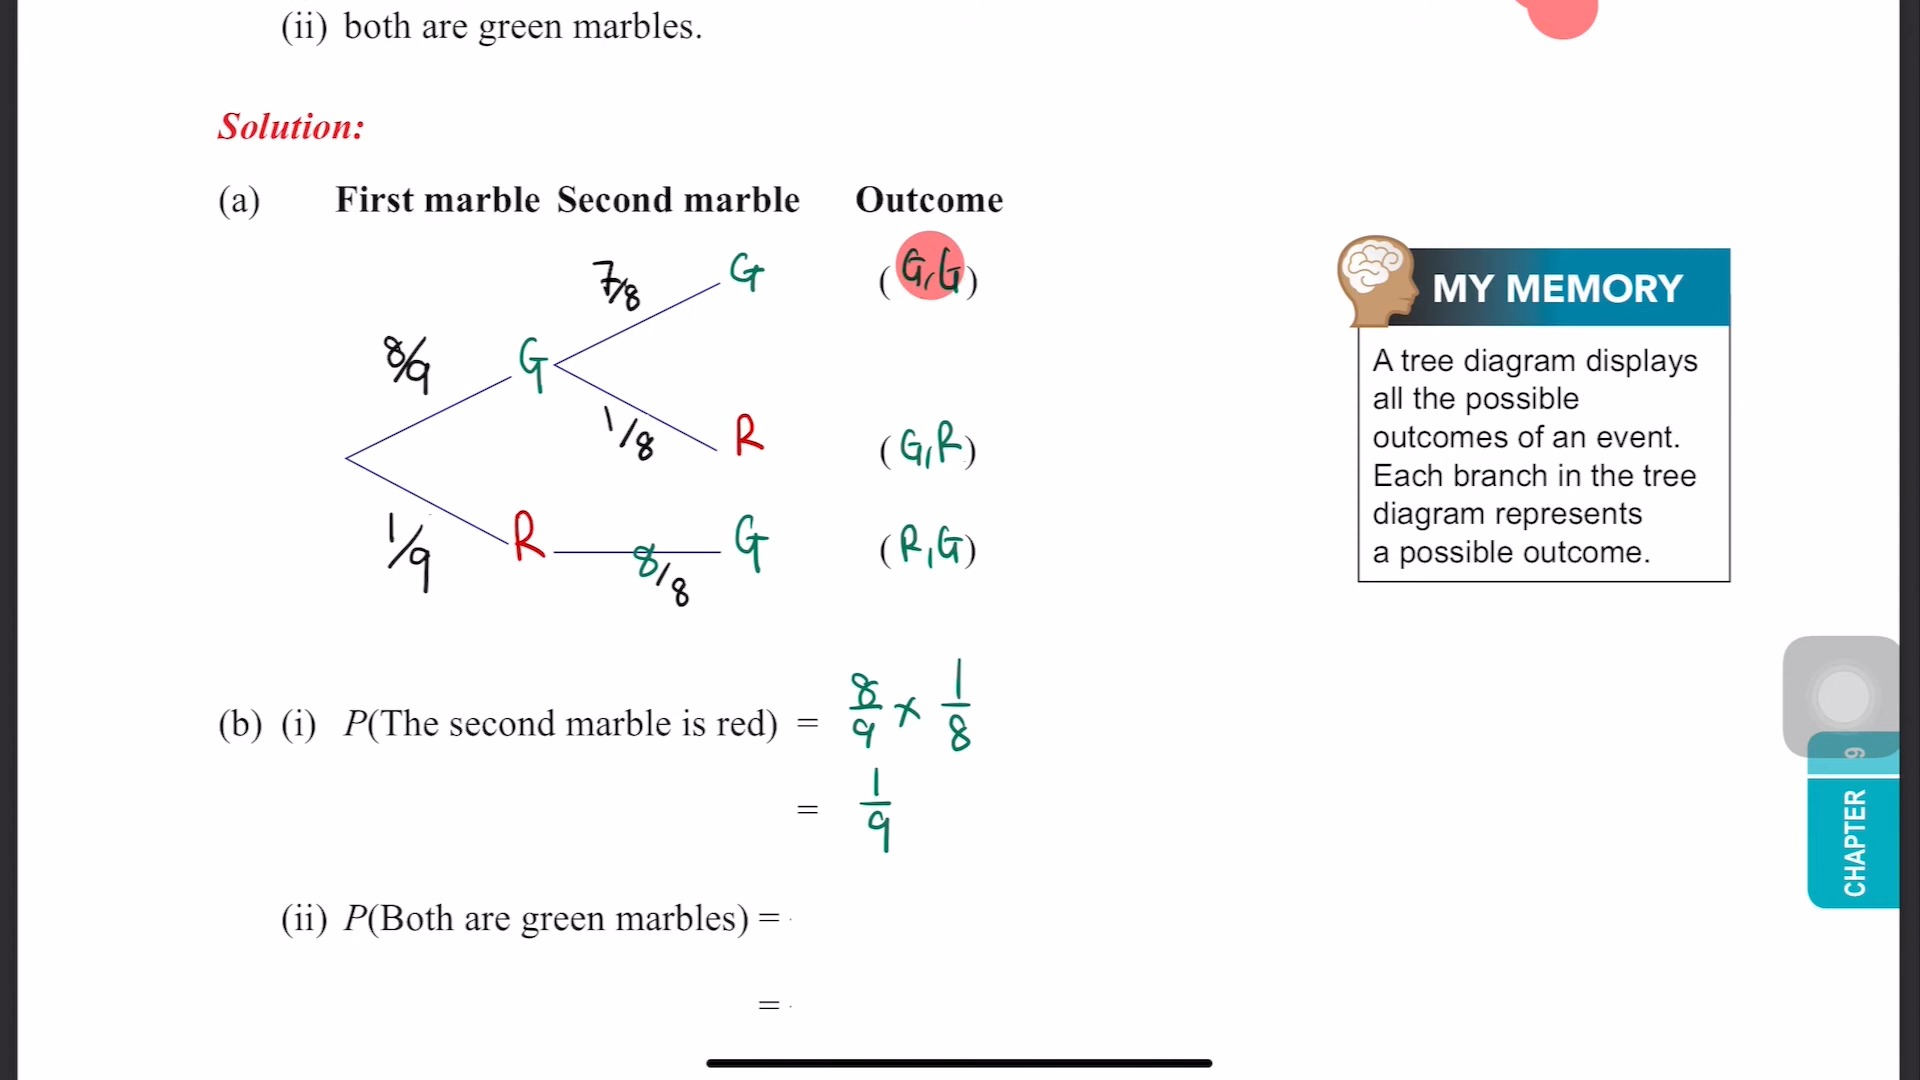 (ii) both are green marbles.
Solution:
(a) First marble Second marble Outcome
7/8 G (G,G)
8/9 G
1/8 R (G,R)
1/9 R 8/8 G (R,G)
(b) (i) P(The second marble is red) = 8/9 × 1/8
= 1/9
(ii) P(Both are green marbles) =
=
MY MEMORY
A tree diagram displays
all the possible
outcomes of an event.
Each branch in the tree
diagram represents
a possible outcome.
CHAPTER 9